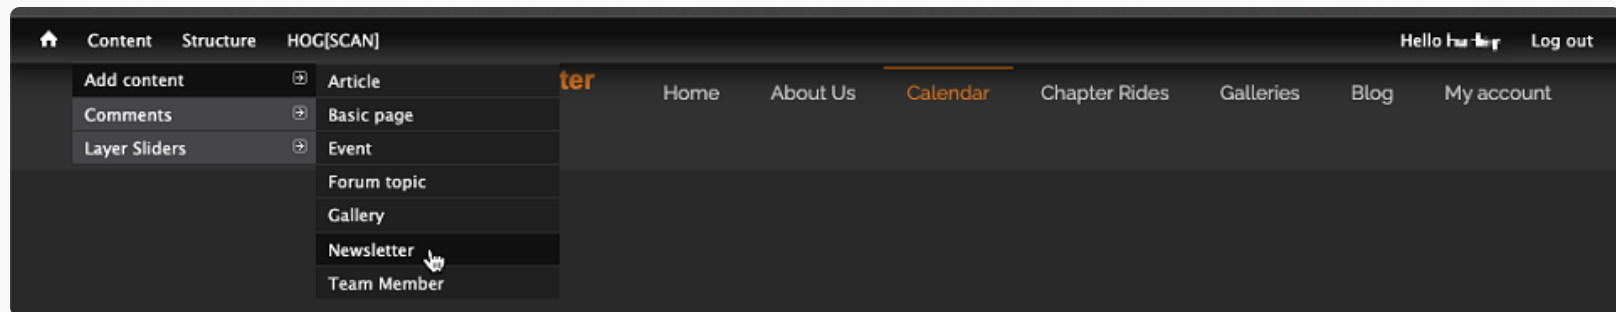 Content Structure HOG[SCAN] Hello Log out
Add content Article ter Home About Us Calendar Chapter Rides Galleries Blog My account
Comments Basic page
Layer Sliders Event
Forum topic
Gallery
Newsletter
Team Member